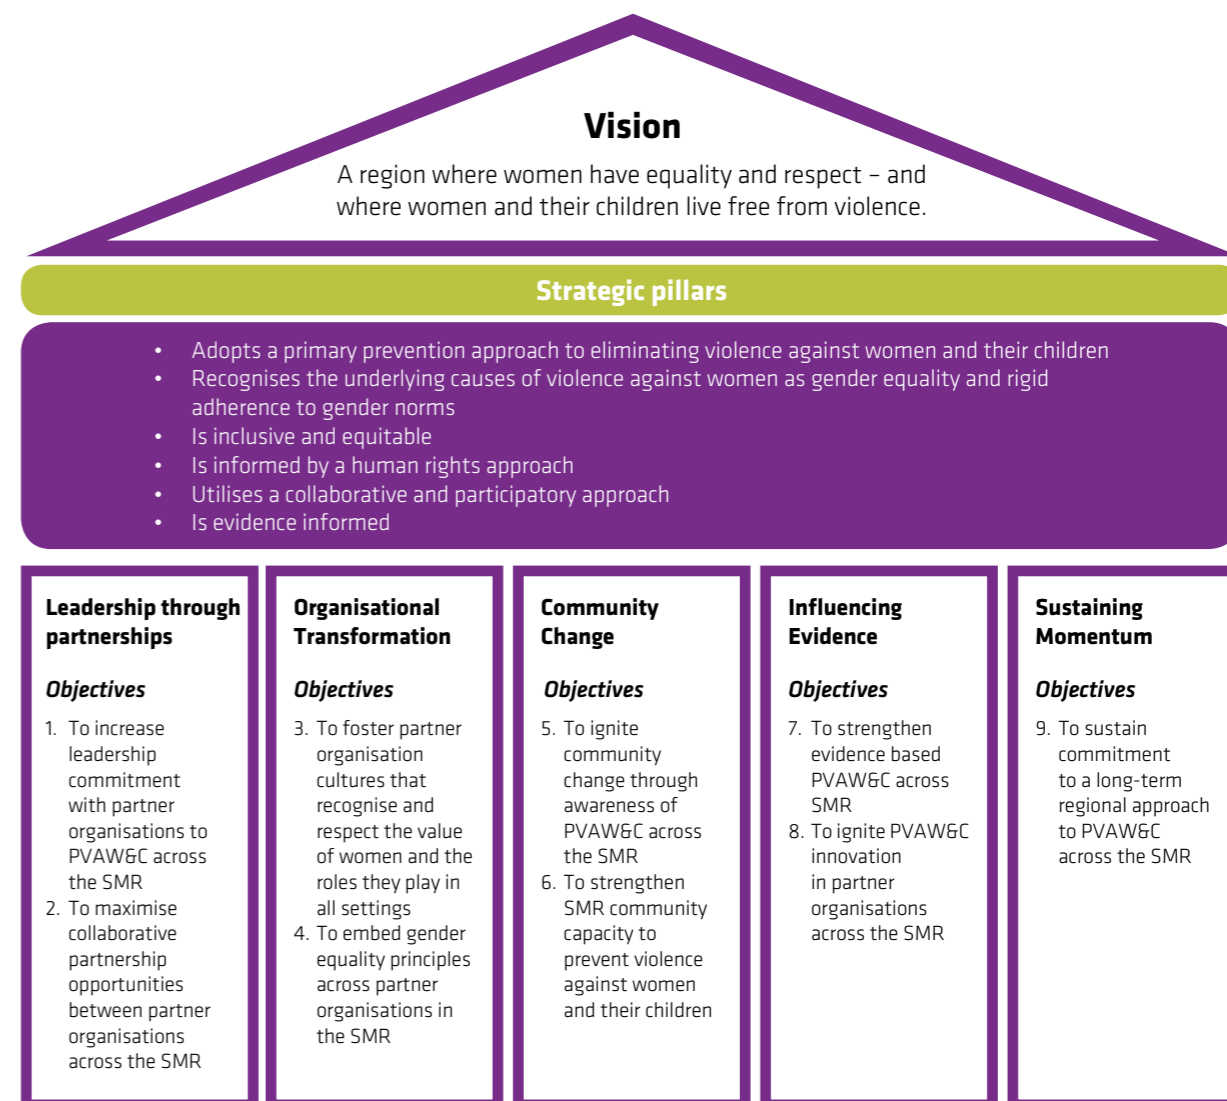 Vision
A region where women have equality and respect – and
where women and their children live free from violence.
Strategic pillars
• Adopts a primary prevention approach to eliminating violence against women and their children
• Recognises the underlying causes of violence against women as gender equality and rigid
adherence to gender norms
• Is inclusive and equitable
• Is informed by a human rights approach
• Utilises a collaborative and participatory approach
• Is evidence informed
Leadership through
partnerships
Objectives
1. To increase
leadership
commitment
with partner
organisations to
PVAW&C across
the SMR
2. To maximise
collaborative
partnership
opportunities
between partner
organisations
across the SMR
Organisational
Transformation
Objectives
3. To foster partner
organisation
cultures that
recognise and
respect the value
of women and the
roles they play in
all settings
4. To embed gender
equality principles
across partner
organisations in
the SMR
Community
Change
Objectives
5. To ignite
community
change through
awareness of
PVAW&C across
the SMR
6. To strengthen
SMR community
capacity to
prevent violence
against women
and their children
Influencing
Evidence
Objectives
7. To strengthen
evidence based
PVAW&C across
SMR
8. To ignite PVAW&C
innovation
in partner
organisations
across the SMR
Sustaining
Momentum
Objectives
9. To sustain
commitment
to a long-term
regional approach
to PVAW&C
across the SMR